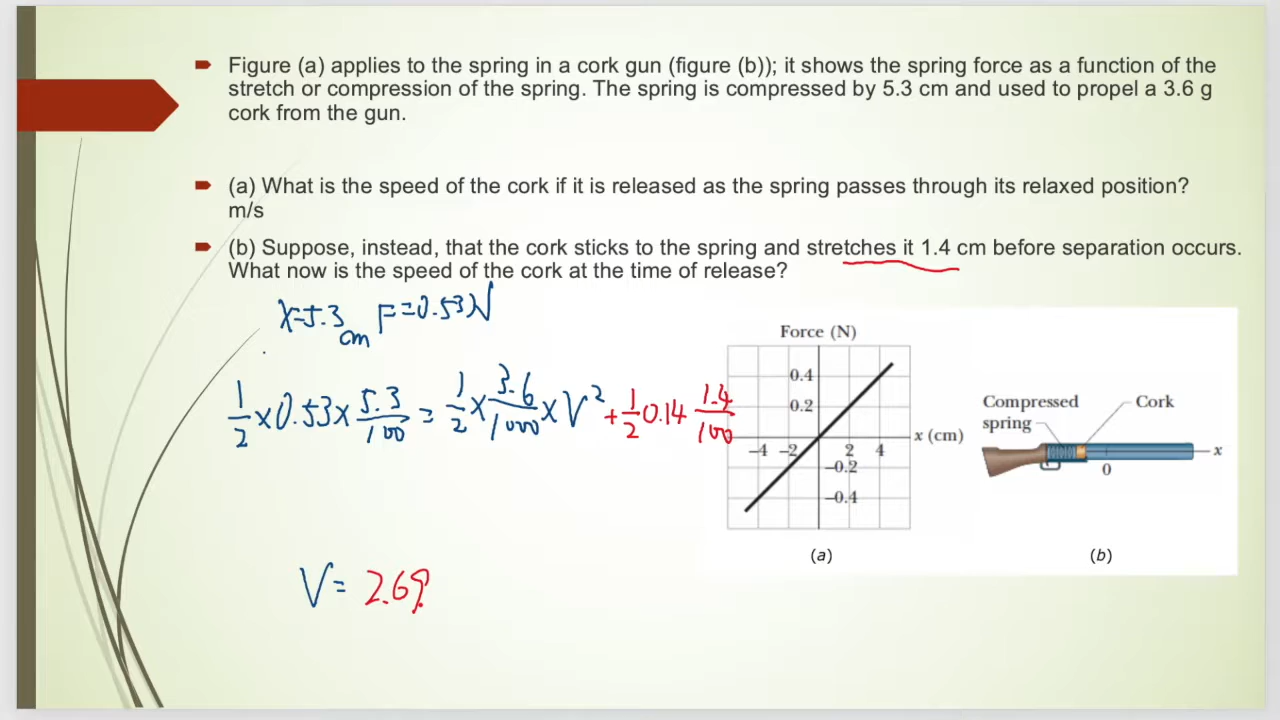 Figure (a) applies to the spring in a cork gun (figure (b)); it shows the spring force as a function of the
stretch or compression of the spring. The spring is compressed by 5.3 cm and used to propel a 3.6 g
cork from the gun.
(a) What is the speed of the cork if it is released as the spring passes through its relaxed position?
m/s
(b) Suppose, instead, that the cork sticks to the spring and stretches it 1.4 cm before separation occurs.
What now is the speed of the cork at the time of release?
x=5.3 cm F=0.53N
1/2 × 0.53 × 5.3/100 = 1/2 × 3.6/1000 × V² + 1/2 0.14 1.4/100
V= 2.69
Force (N)
0.4
0.2
x (cm)
−4 −2 2 4
−0.2
−0.4
(a)
Compressed
spring
Cork
x
0
(b)